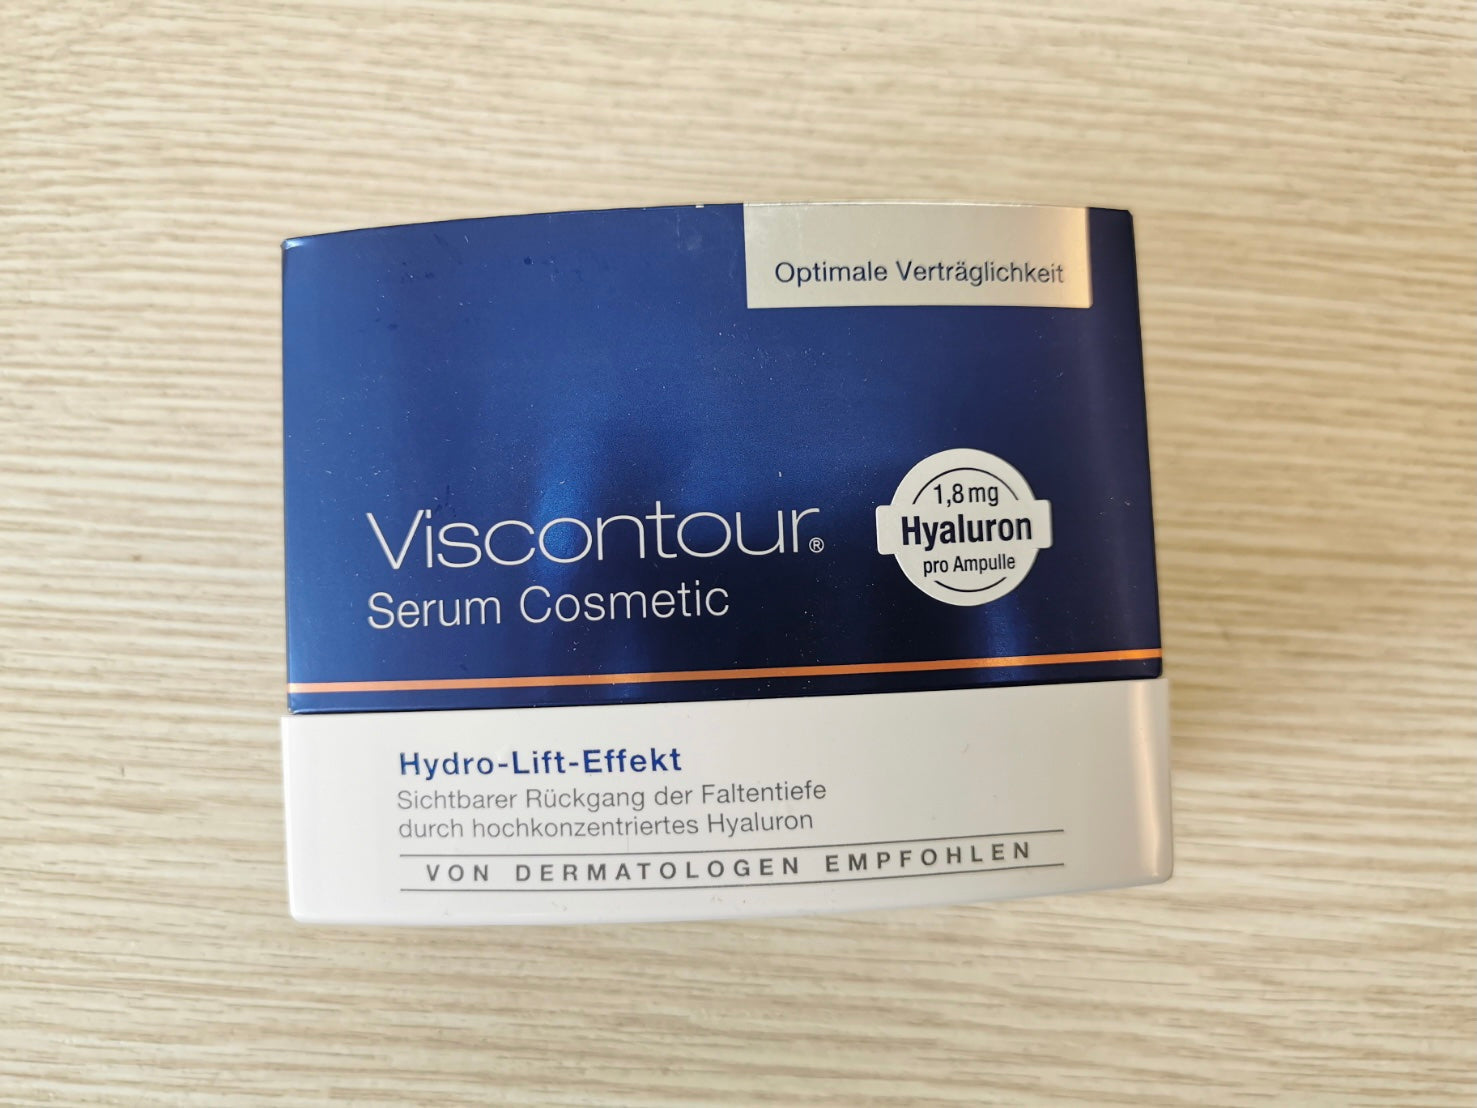 Optimale Verträglichkeit
Viscontour®
Serum Cosmetic
1,8 mg
Hyaluron
pro Ampulle
Hydro-Lift-Effekt
Sichtbarer Rückgang der Faltentiefe
durch hochkonzentriertes Hyaluron
VON DERMATOLOGEN EMPFOHLEN